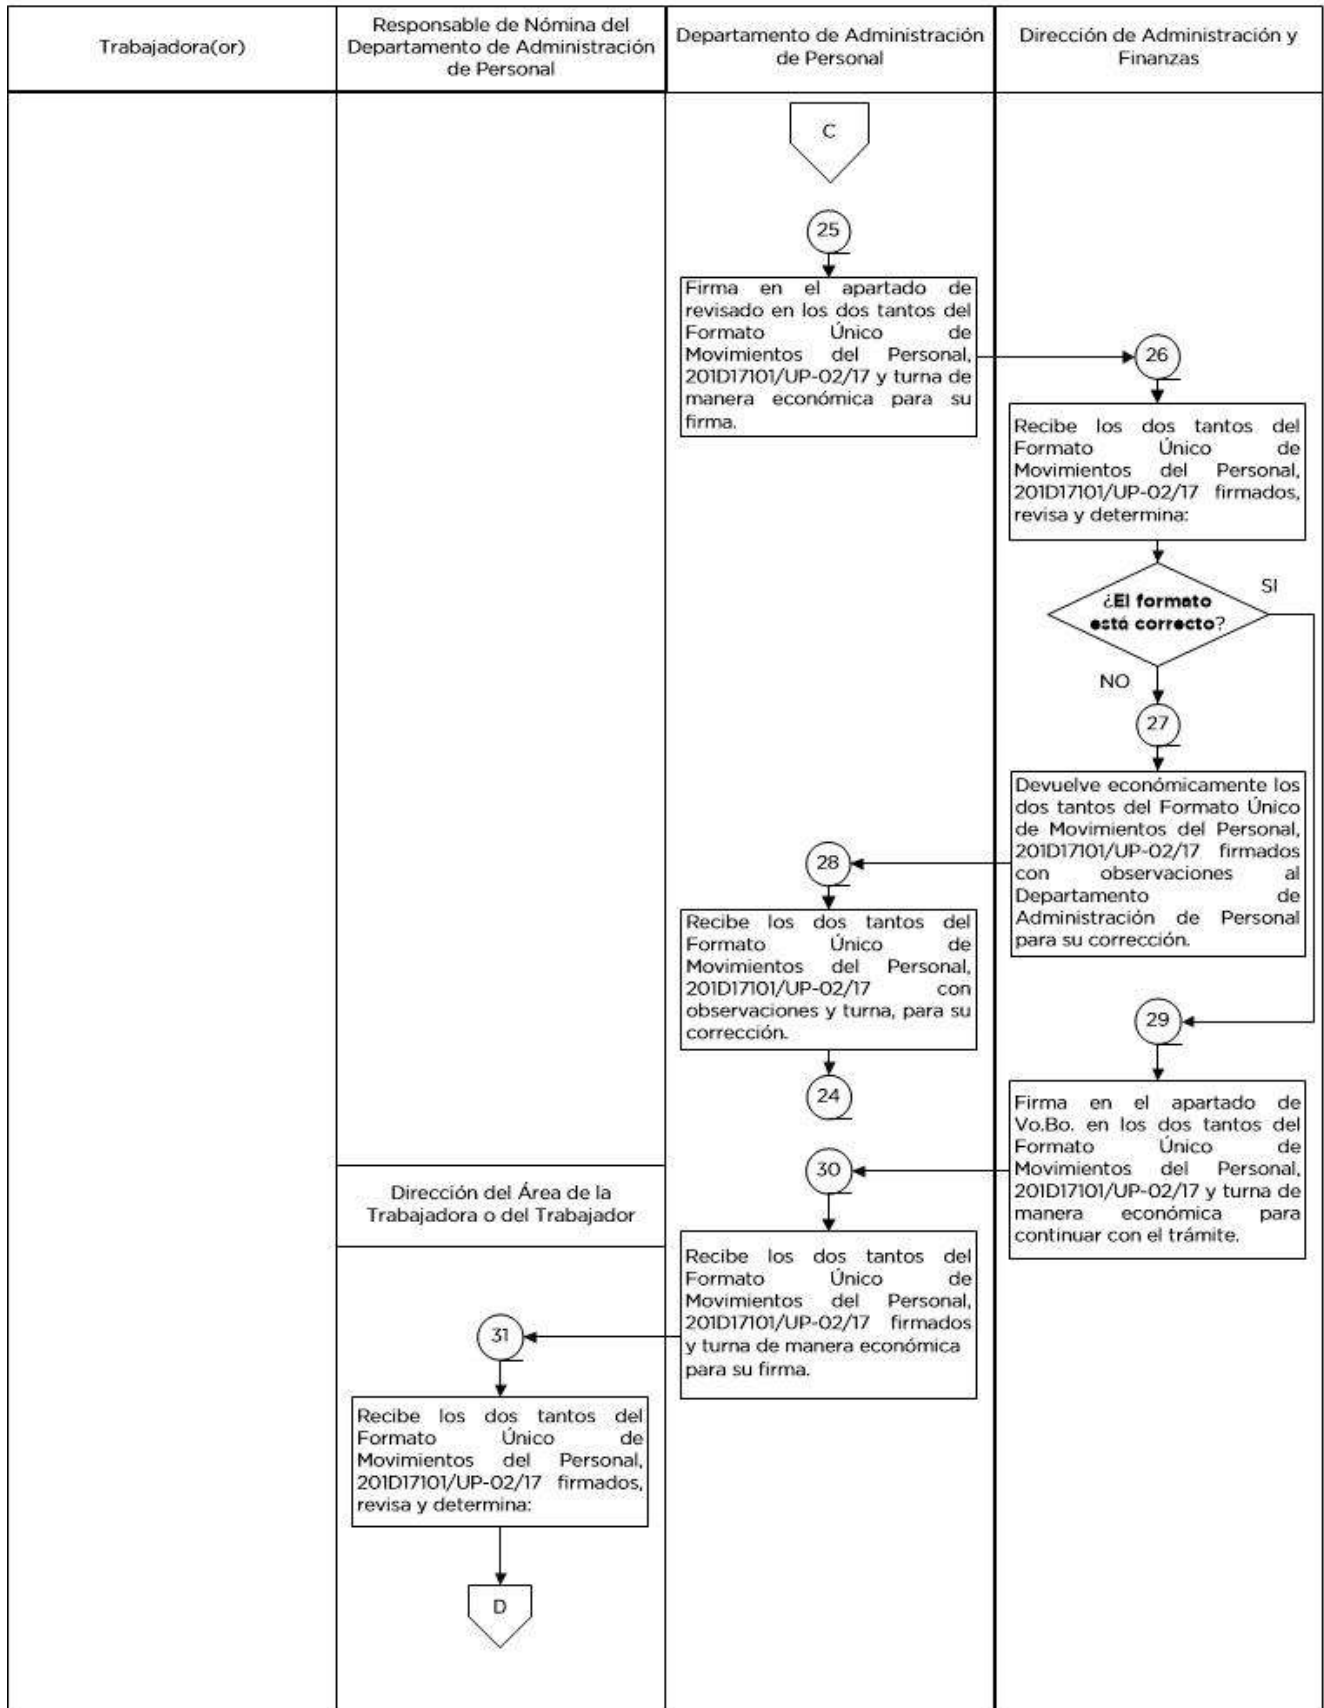 Trabajadora(or)
Responsable de Nómina del
Departamento de Administración
de Personal
Departamento de Administración
de Personal
Dirección de Administración y
Finanzas
C
25
Firma en el apartado de
revisado en los dos tantos del
Formato Único de
Movimientos del Personal,
201D17101/UP-02/17 y turna de
manera económica para su
firma.
26
Recibe los dos tantos del
Formato Único de
Movimientos del Personal,
201D17101/UP-02/17 firmados,
revisa y determina:
¿El formato
está correcto?
SI
NO
27
Devuelve económicamente los
dos tantos del Formato Único
de Movimientos del Personal,
201D17101/UP-02/17 firmados
con observaciones al
Departamento de
Administración de Personal
para su corrección.
28
Recibe los dos tantos del
Formato Único de
Movimientos del Personal,
201D17101/UP-02/17 con
observaciones y turna, para su
corrección.
24
29
Firma en el apartado de
Vo.Bo. en los dos tantos del
Formato Único de
Movimientos del Personal,
201D17101/UP-02/17 y turna de
manera económica para
continuar con el trámite.
30
Recibe los dos tantos del
Formato Único de
Movimientos del Personal,
201D17101/UP-02/17 firmados
y turna de manera económica
para su firma.
Dirección del Área de la
Trabajadora o del Trabajador
31
Recibe los dos tantos del
Formato Único de
Movimientos del Personal,
201D17101/UP-02/17 firmados,
revisa y determina:
D